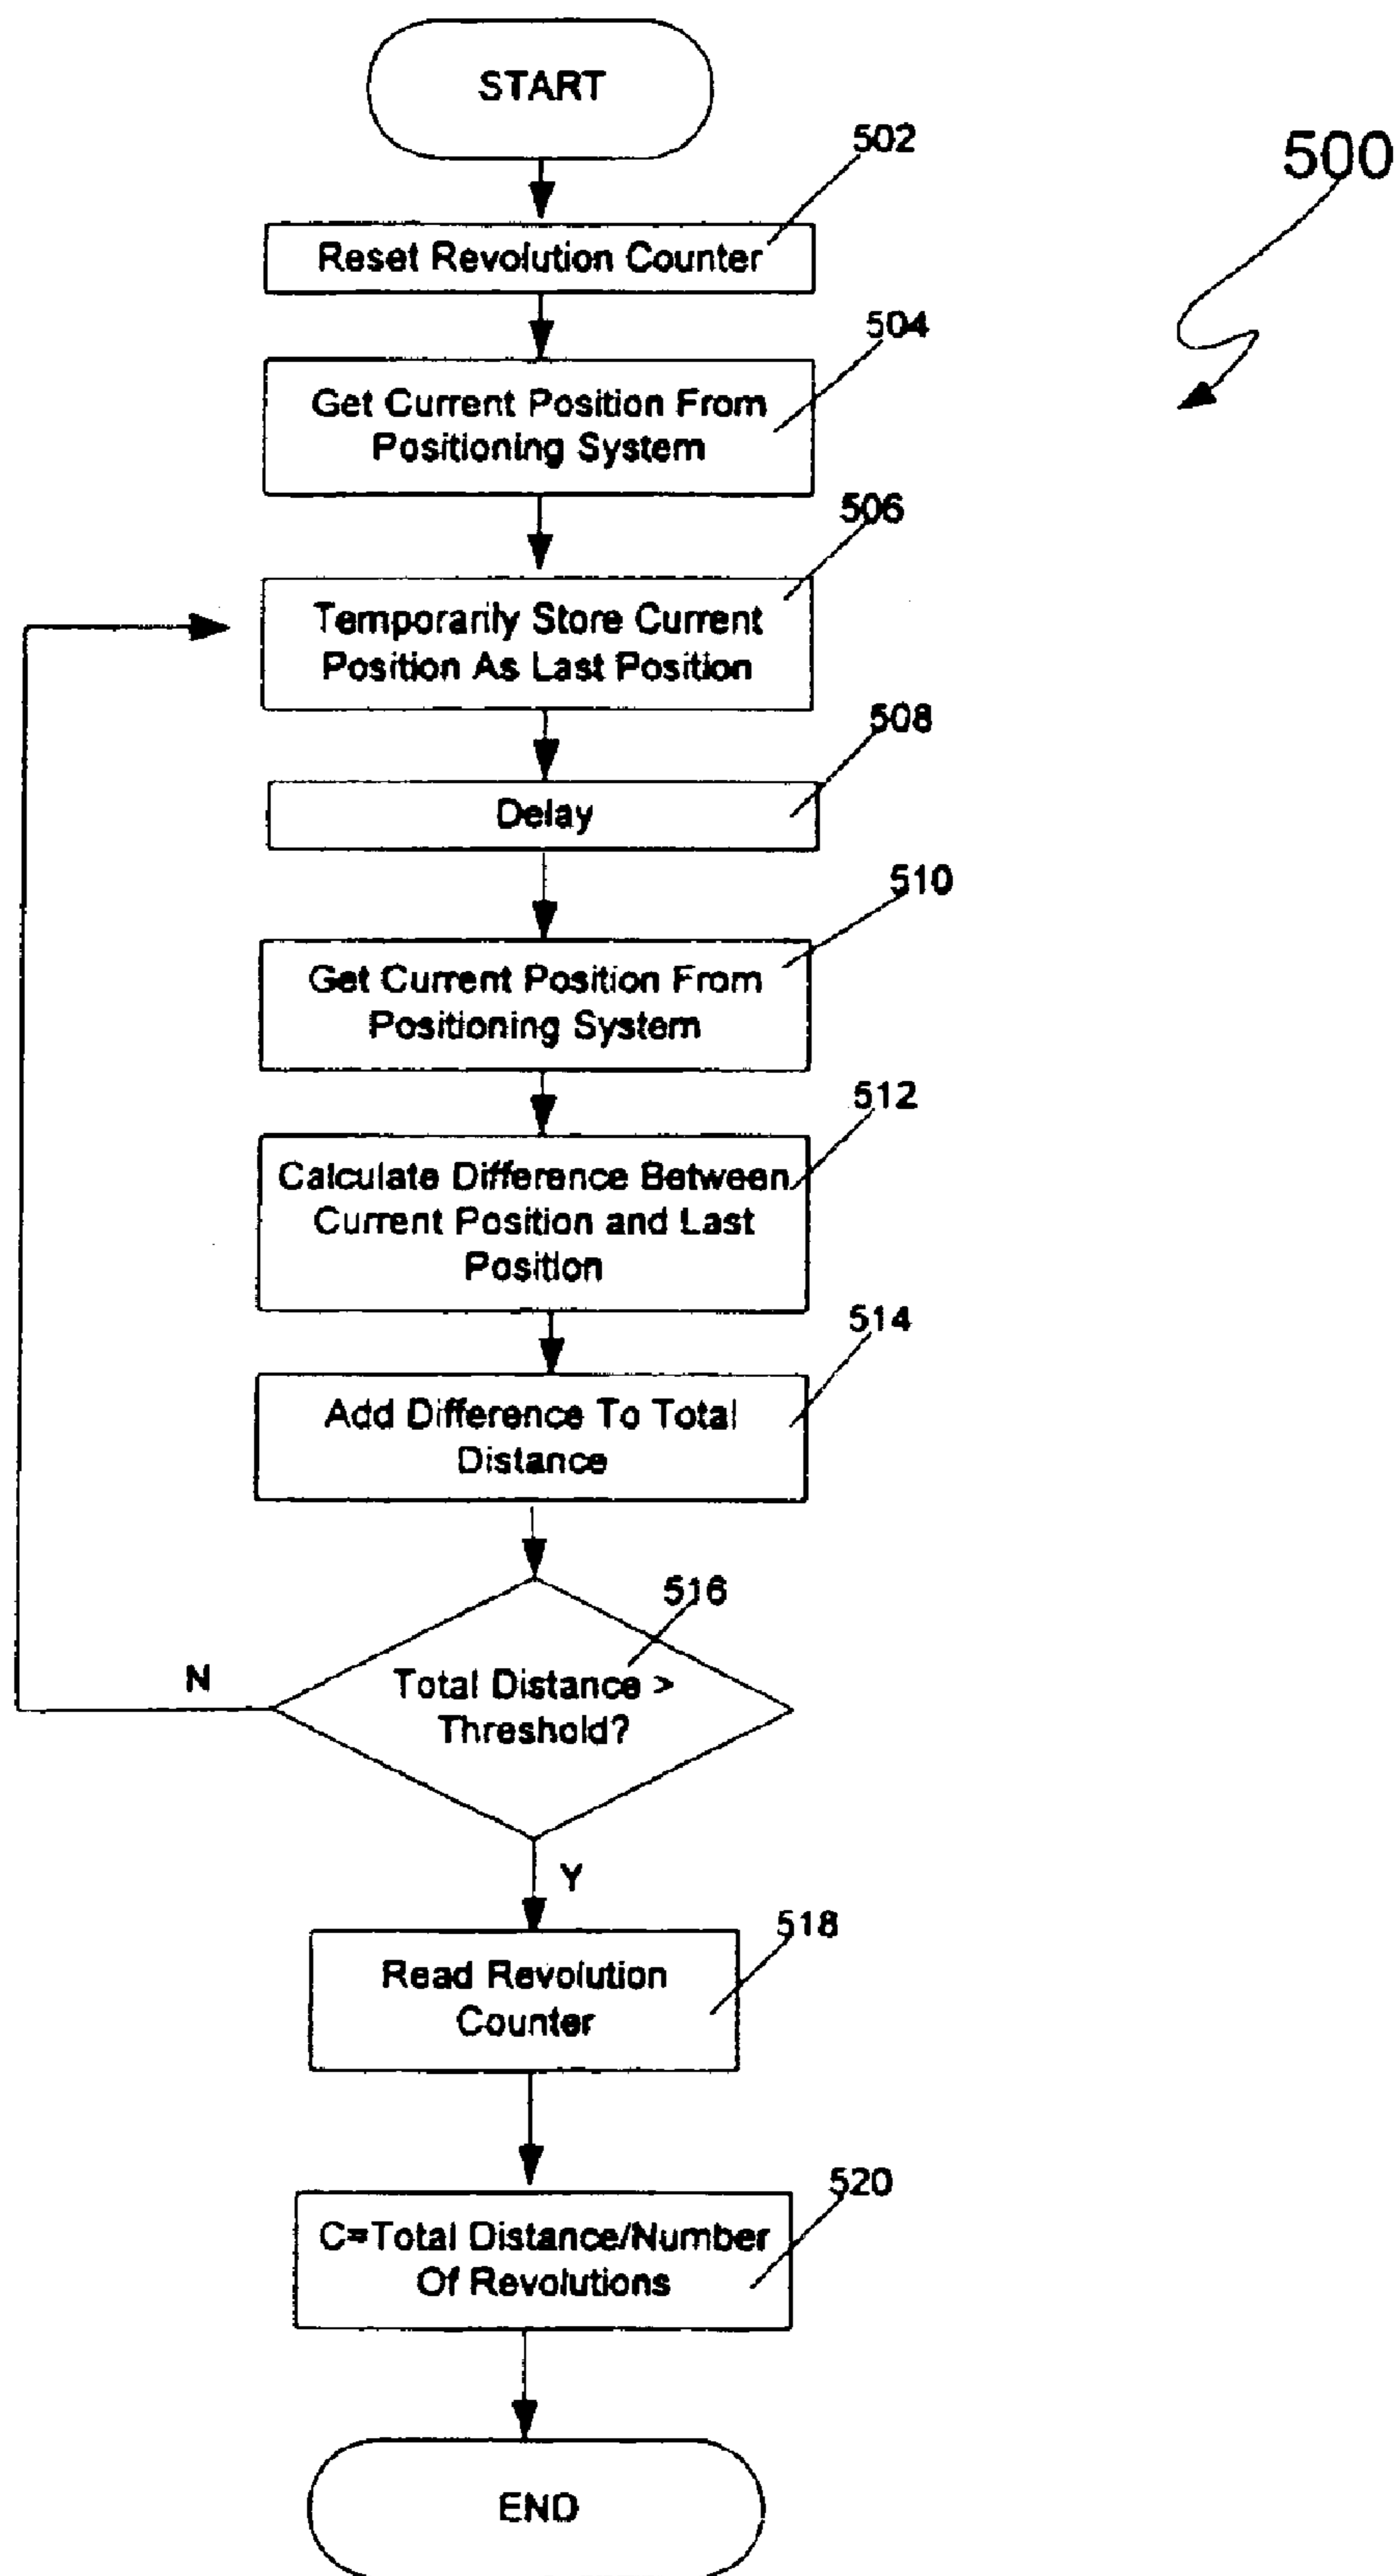 START
502
500
Reset Revolution Counter
504
Get Current Position From
Positioning System
506
Temporarily Store Current
Position As Last Position
508
Delay
510
Get Current Position From
Positioning System
512
Calculate Difference Between
Current Position and Last
Position
514
Add Difference To Total
Distance
516
N
Total Distance >
Threshold?
Y
518
Read Revolution
Counter
520
C=Total Distance/Number
Of Revolutions
END